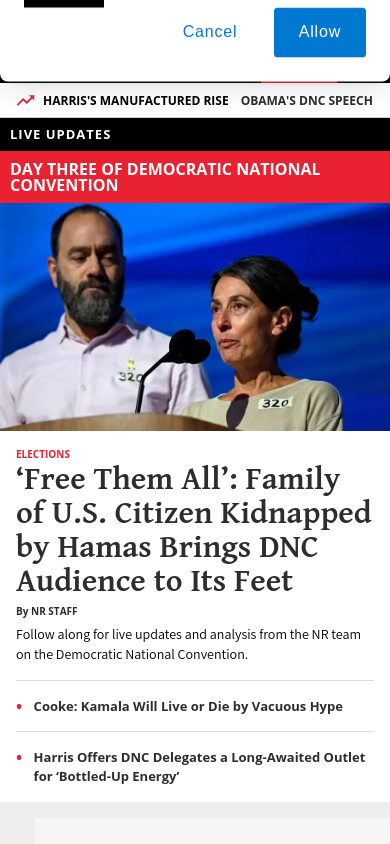 Cancel
Allow
HARRIS'S MANUFACTURED RISE
OBAMA'S DNC SPEECH
LIVE UPDATES
DAY THREE OF DEMOCRATIC NATIONAL
CONVENTION
320
320
ELECTIONS
‘Free Them All’: Family
of U.S. Citizen Kidnapped
by Hamas Brings DNC
Audience to Its Feet
By NR STAFF
Follow along for live updates and analysis from the NR team
on the Democratic National Convention.
• Cooke: Kamala Will Live or Die by Vacuous Hype
• Harris Offers DNC Delegates a Long-Awaited Outlet
for ‘Bottled-Up Energy’